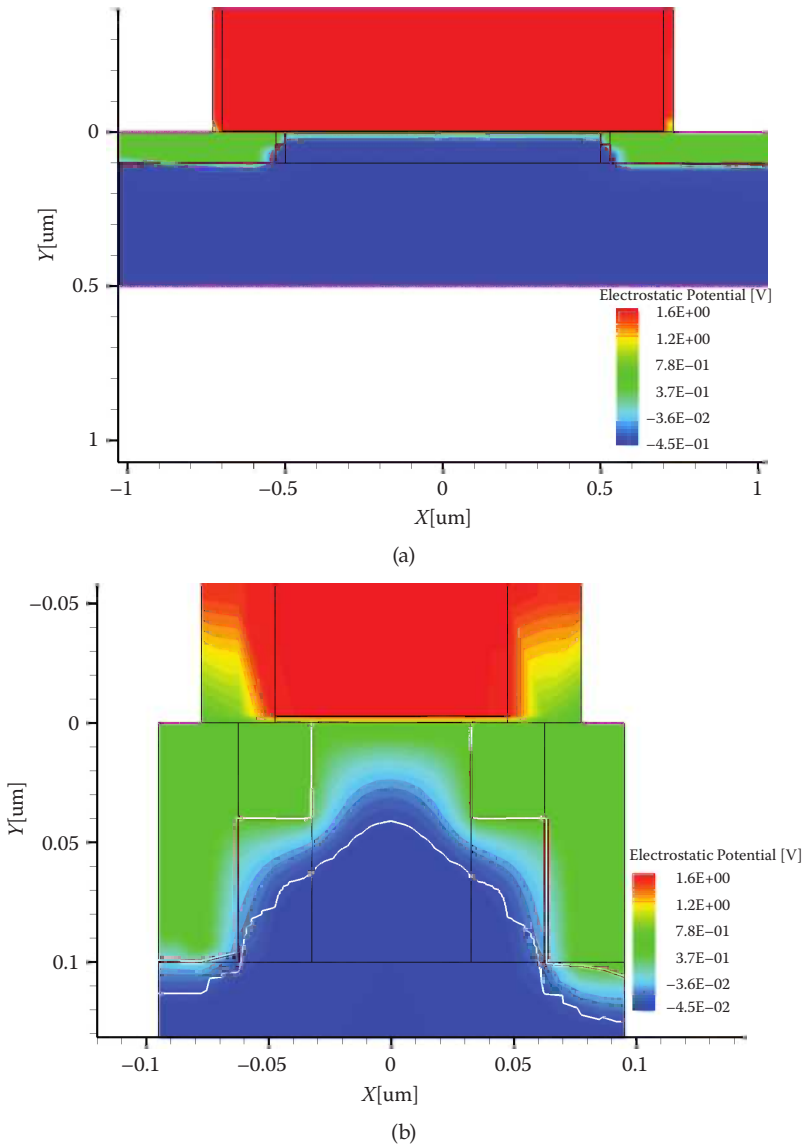 0
Y[um]
0.5
1
Electrostatic Potential [V]
1.6E+00
1.2E+00
7.8E−01
3.7E−01
−3.6E−02
−4.5E−01
−1
−0.5
0
0.5
1
X[um]
(a)
−0.05
0
Y[um]
0.05
0.1
Electrostatic Potential [V]
1.6E+00
1.2E+00
7.8E−01
3.7E−01
−3.6E−02
−4.5E−02
−0.1
−0.05
0
0.05
0.1
X[um]
(b)